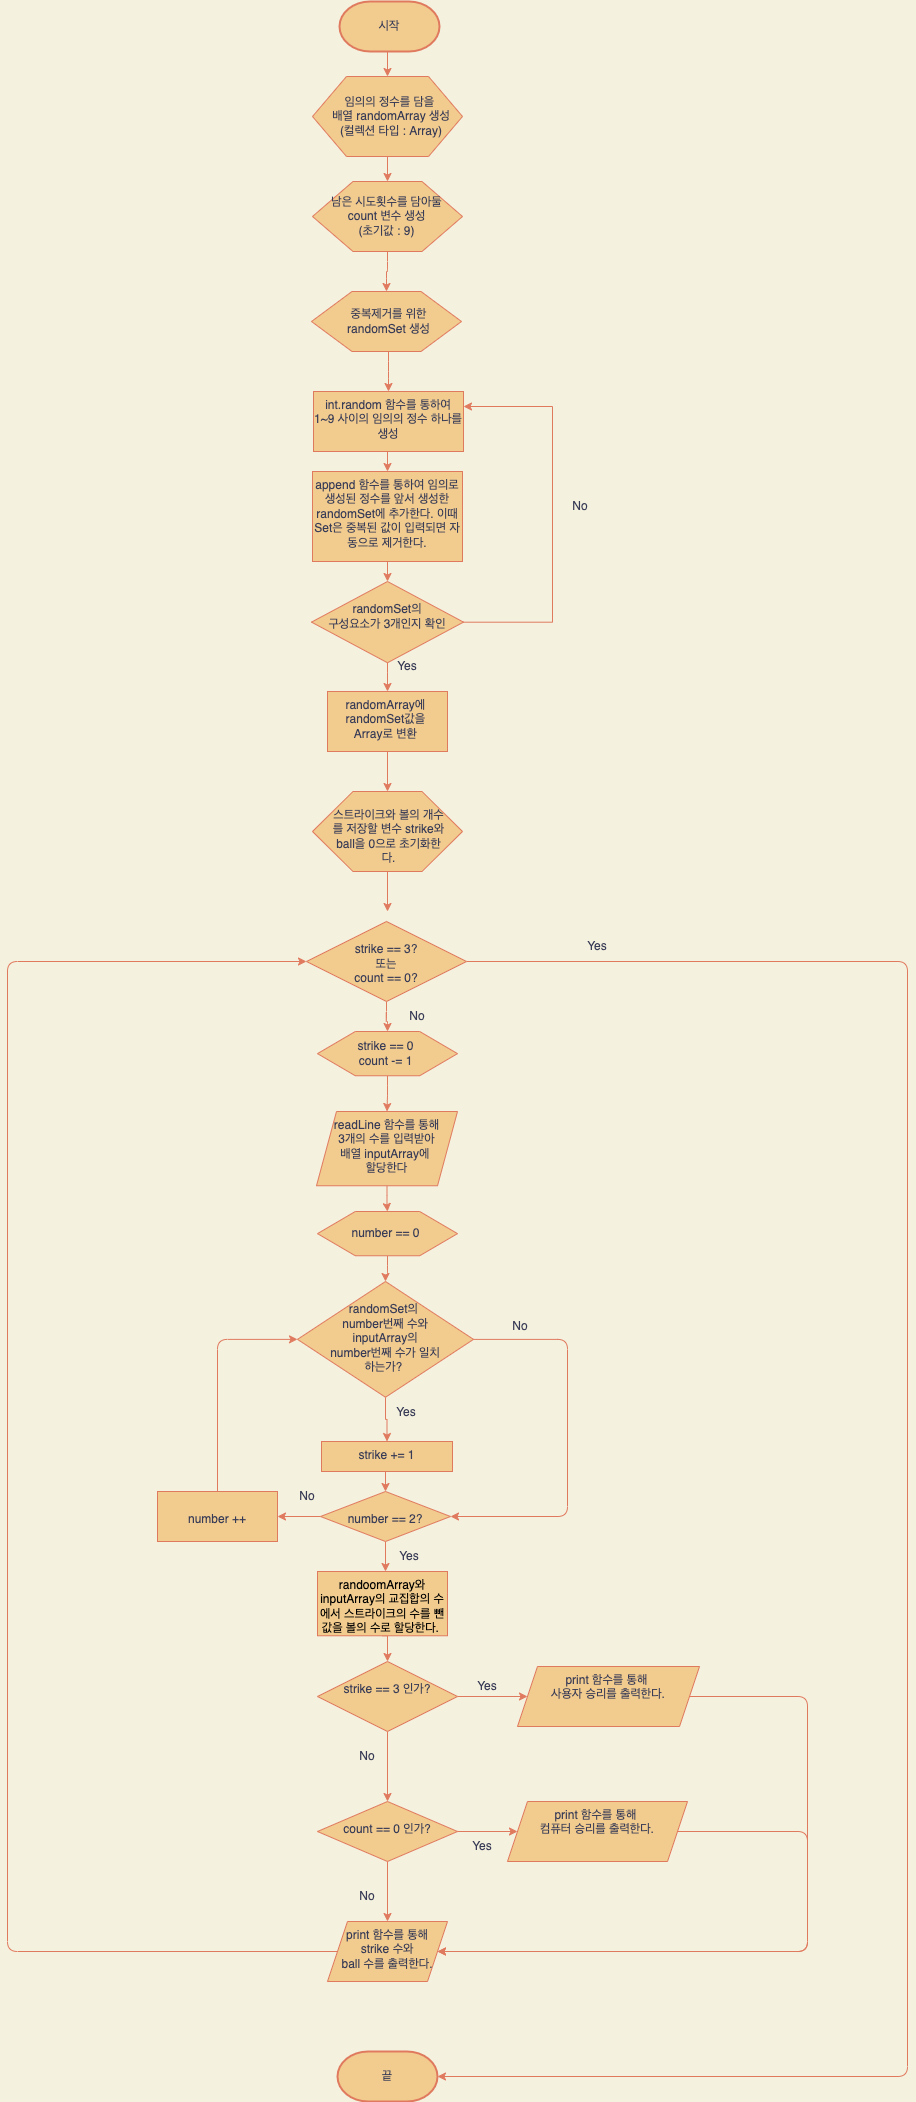 시작
임의의 정수를 담을
배열 randomArray 생성
(컬렉션 타입 : Array)
남은 시도횟수를 담아둘
count 변수 생성
(초기값 : 9)
중복제거를 위한
randomSet 생성
int.random 함수를 통하여
1~9 사이의 임의의 정수 하나를
생성
append 함수를 통하여 임의로
생성된 정수를 앞서 생성한
randomSet에 추가한다. 이때
Set은 중복된 값이 입력되면 자
동으로 제거한다.
No
randomSet의
구성요소가 3개인지 확인
Yes
randomArray에
randomSet값을
Array로 변환
스트라이크와 볼의 개수
를 저장할 변수 strike와
ball을 0으로 초기화한
다.
strike == 3?
또는
count == 0?
Yes
No
strike == 0
count -= 1
readLine 함수를 통해
3개의 수를 입력받아
배열 inputArray에
할당한다
number == 0
randomSet의
number번째 수와
inputArray의
number번째 수가 일치
하는가?
No
Yes
strike += 1
number == 2?
No
number ++
Yes
randoomArray와
inputArray의 교집합의 수
에서 스트라이크의 수를 뺀
값을 볼의 수로 할당한다.
strike == 3 인가?
Yes
print 함수를 통해
사용자 승리를 출력한다.
No
count == 0 인가?
Yes
print 함수를 통해
컴퓨터 승리를 출력한다.
No
print 함수를 통해
strike 수와
ball 수를 출력한다.
끝